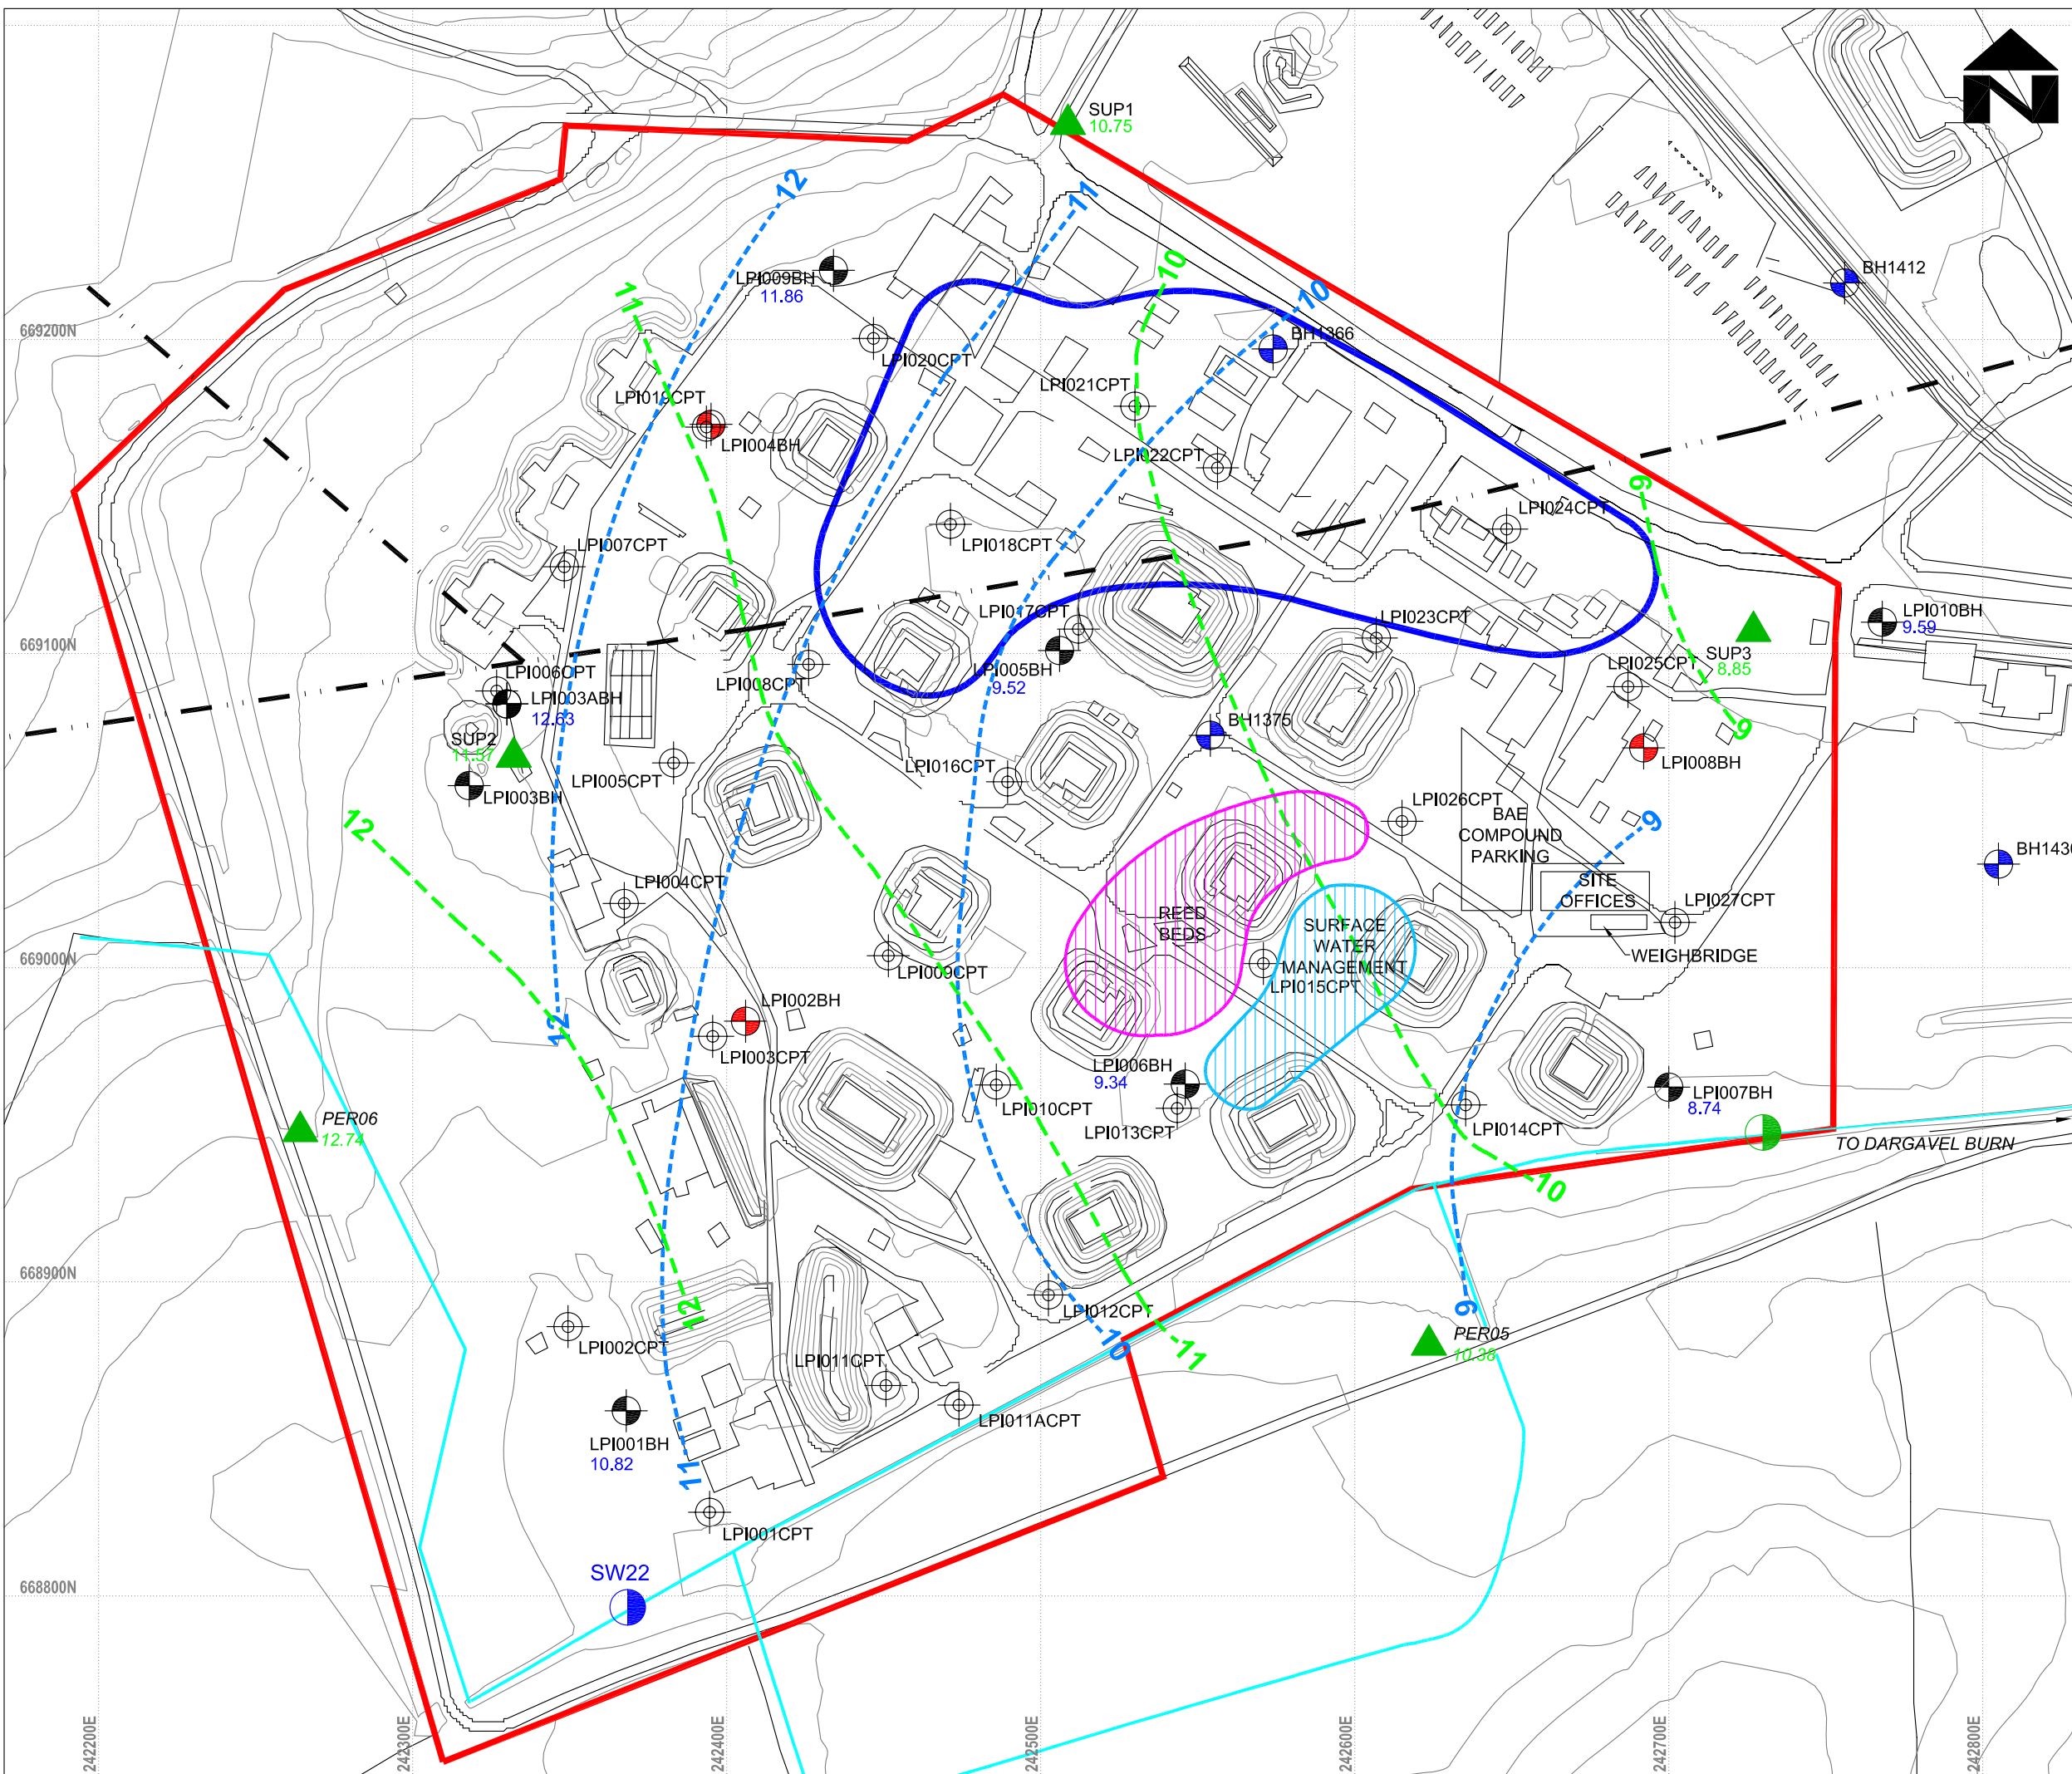 N
SUP1
10.75
12
11
10
LPI009BH
11.86
BH1412
11
10
669200N
BH1366
LPI020CPT
LPI021CPT
LPI019CPT
LPI004BH
LPI022CPT
9
LPI024CPT
LPI007CPT
LPI018CPT
LPI010BH
9.59
LPI017CPT
LPI023CPT
669100N
SUP3
8.85
LPI025CPT
LPI006CPT
LPI008CPT
LPI005BH
9.52
LPI003ABH
12.63
SUP2
11.57
BH1375
9
LPI008BH
LPI005CPT
LPI016CPT
LPI003BH
12
LPI026CPT
BAE
COMPOUND
PARKING
9
LPI004CPT
SITE
OFFICES
LPI027CPT
REED
BEDS
SURFACE
WATER
MANAGEMENT
WEIGHBRIDGE
669000N
LPI009CPT
LPI015CPT
LPI002BH
12
LPI003CPT
LPI006BH
9.34
LPI007BH
8.74
PER06
12.74
LPI010CPT
LPI013CPT
LPI014CPT
TO DARGAVEL BURN
10
668900N
12
LPI012CPT
9
LPI002CPT
10
11
PER05
10.38
LPI011CPT
LPI011ACPT
LPI001BH
10.82
11
LPI001CPT
SW22
668800N
242200E
242300E
242400E
242500E
242600E
242700E
242800E